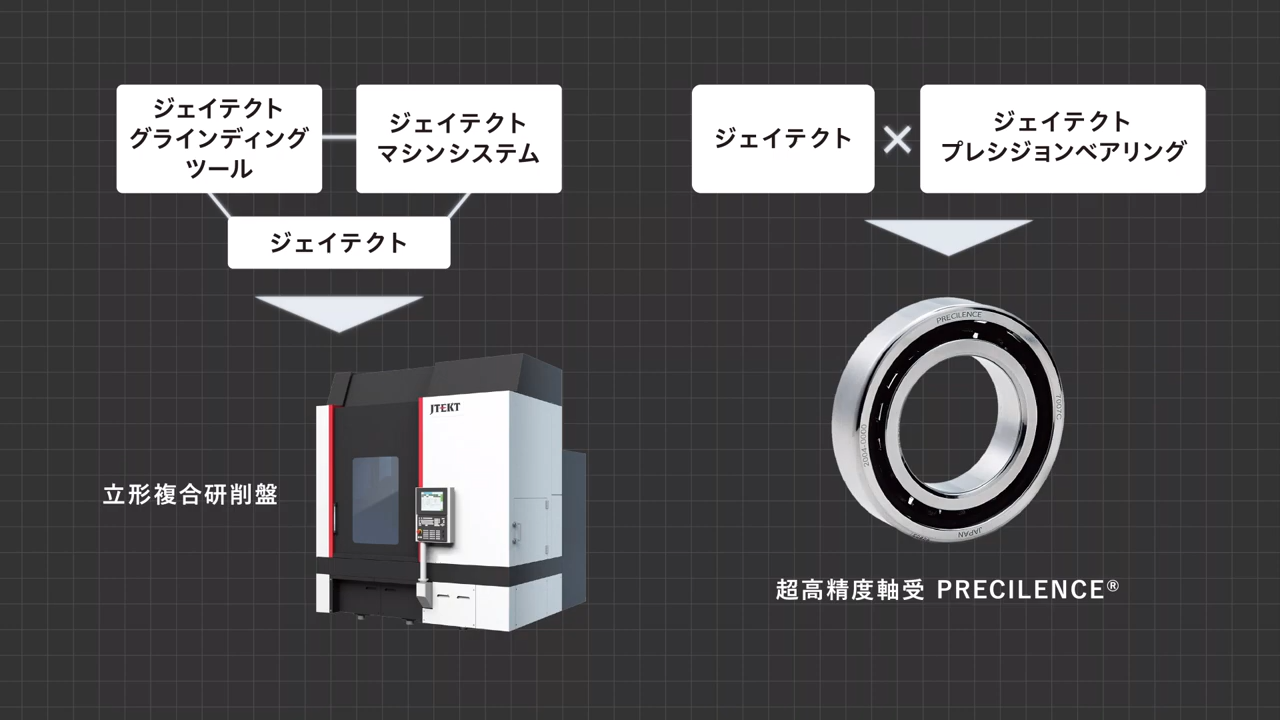 ジェイテクト
グラインディング
ツール
ジェイテクト
マシンシステム
ジェイテクト
JTEKT
立形複合研削盤
ジェイテクト
×
ジェイテクト
プレシジョンベアリング
PRECILENCE
7007C
2004-0000
JAPAN
超高精度軸受 PRECILENCE®